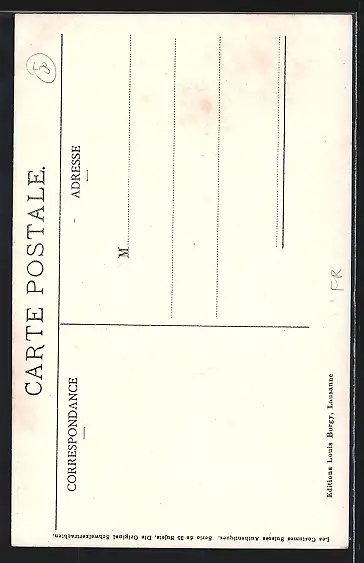 CARTE POSTALE.
CORRESPONDANCE
ADRESSE
M
Les Costumes Suisses Authentiques. Serie de 35 Sujets. Die Original Schweizertrachten.
Editions Louis Burgy, Lausanne
50
FR